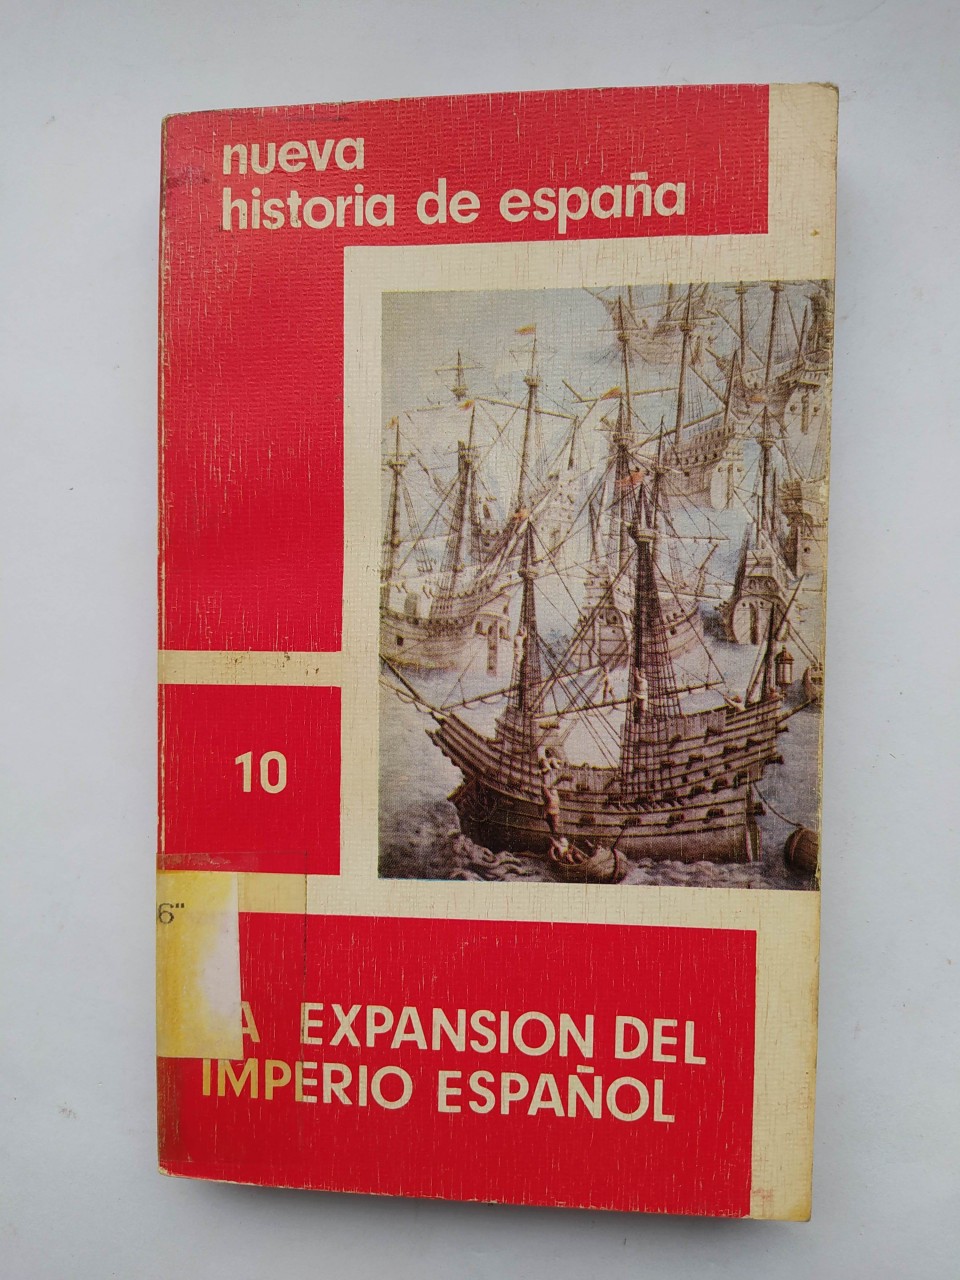 nueva
historia de españa
10
6"
A EXPANSION DEL
IMPERIO ESPAÑOL